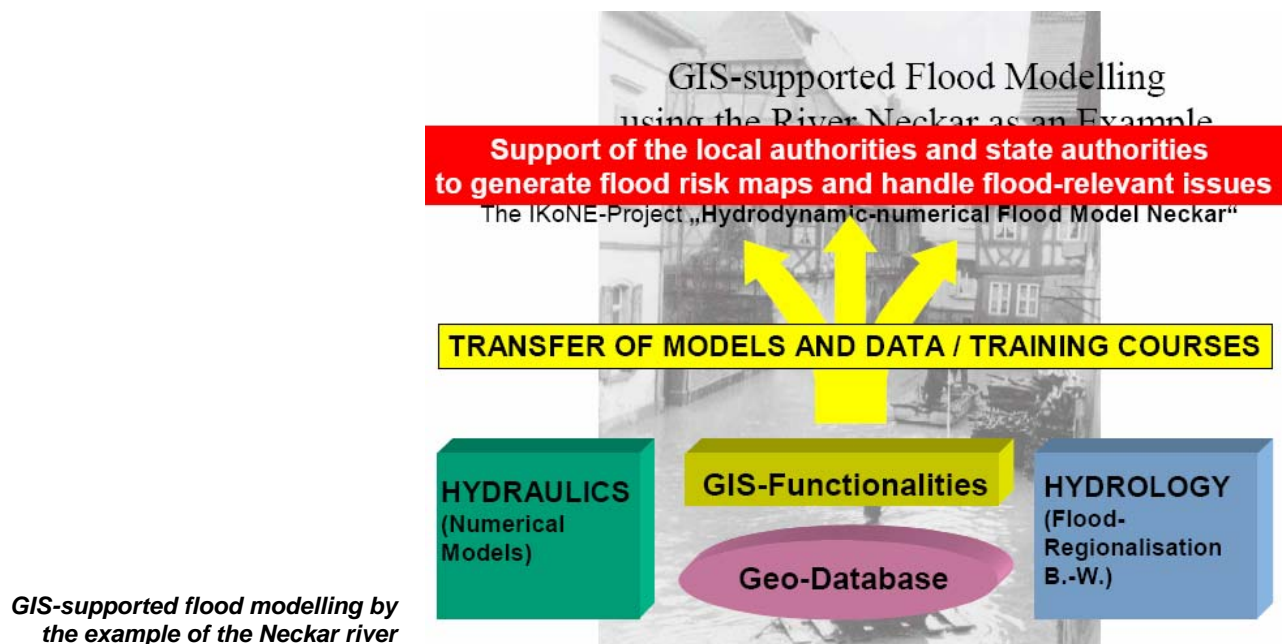 GIS-supported Flood Modelling
using the River Neckar as an Example
Support of the local authorities and state authorities
to generate flood risk maps and handle flood-relevant issues
The IKoNE-Project „Hydrodynamic-numerical Flood Model Neckar“
TRANSFER OF MODELS AND DATA / TRAINING COURSES
HYDRAULICS
(Numerical
Models)
GIS-Functionalities
Geo-Database
HYDROLOGY
(Flood-
Regionalisation
B.-W.)
GIS-supported flood modelling by
the example of the Neckar river